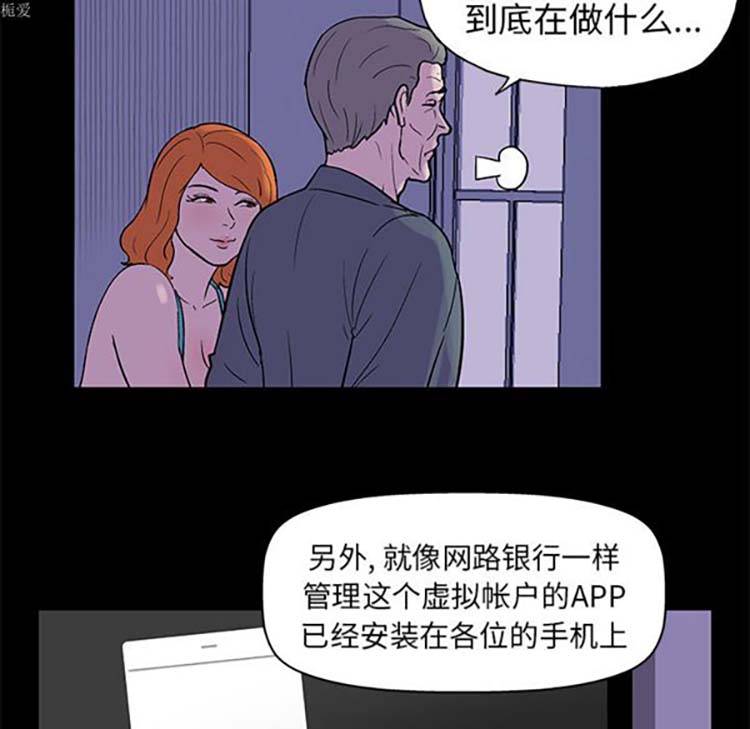 栀爱
到底在做什么...
另外, 就像网路银行一样
管理这个虚拟帐户的APP
已经安装在各位的手机上